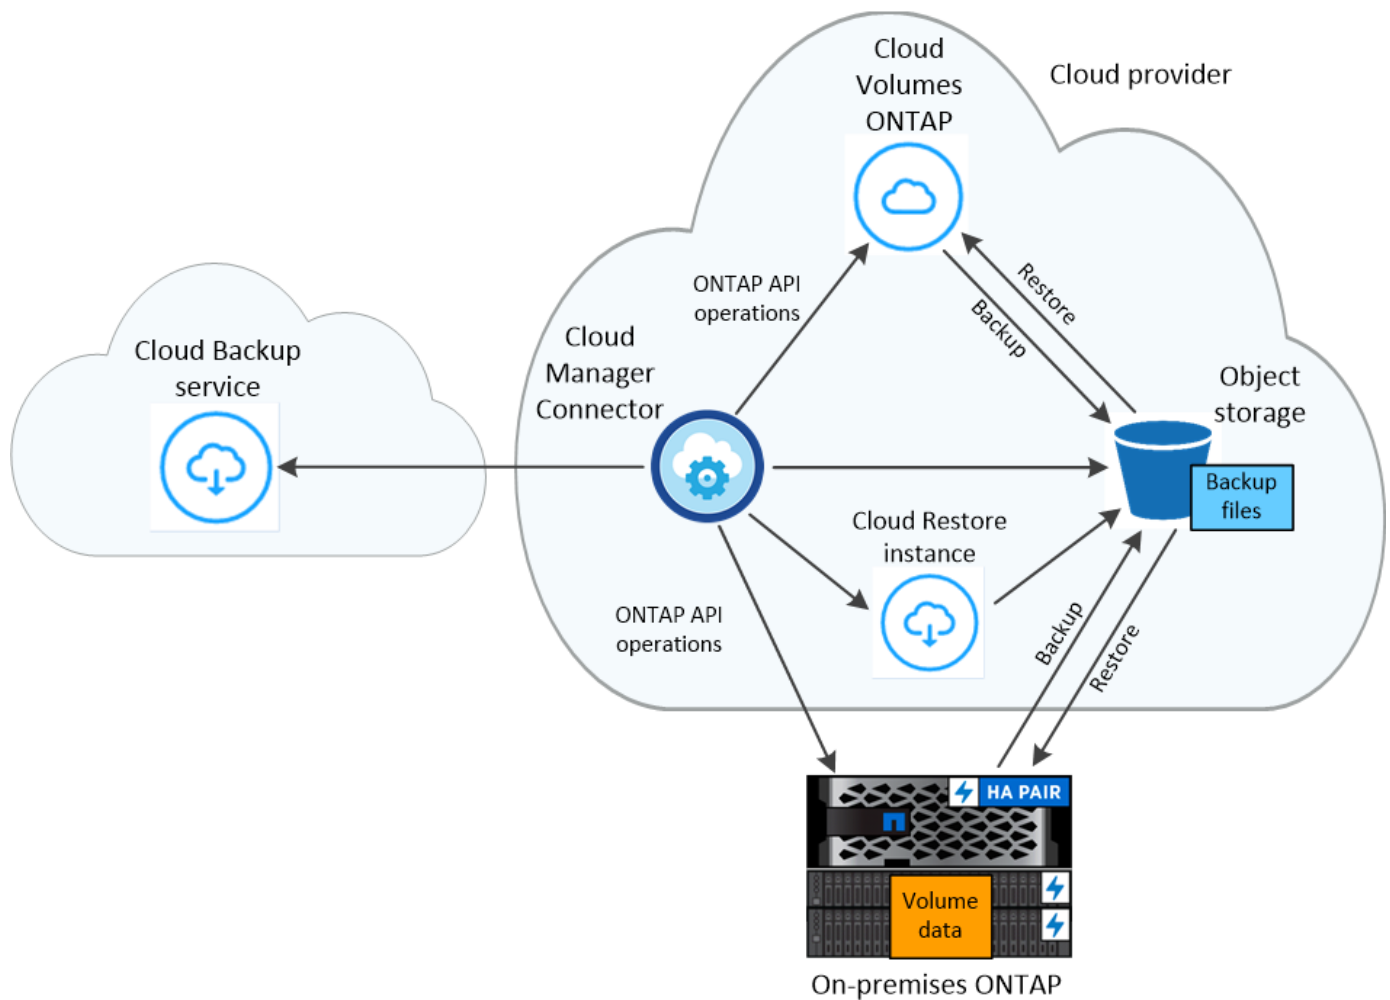 Cloud
Volumes
ONTAP
Cloud provider
ONTAP API
operations
Restore
Backup
Cloud
Manager
Connector
Cloud Backup
service
Object
storage
Backup
files
Cloud Restore
instance
ONTAP API
operations
Backup
Restore
HA PAIR
Volume
data
On-premises ONTAP